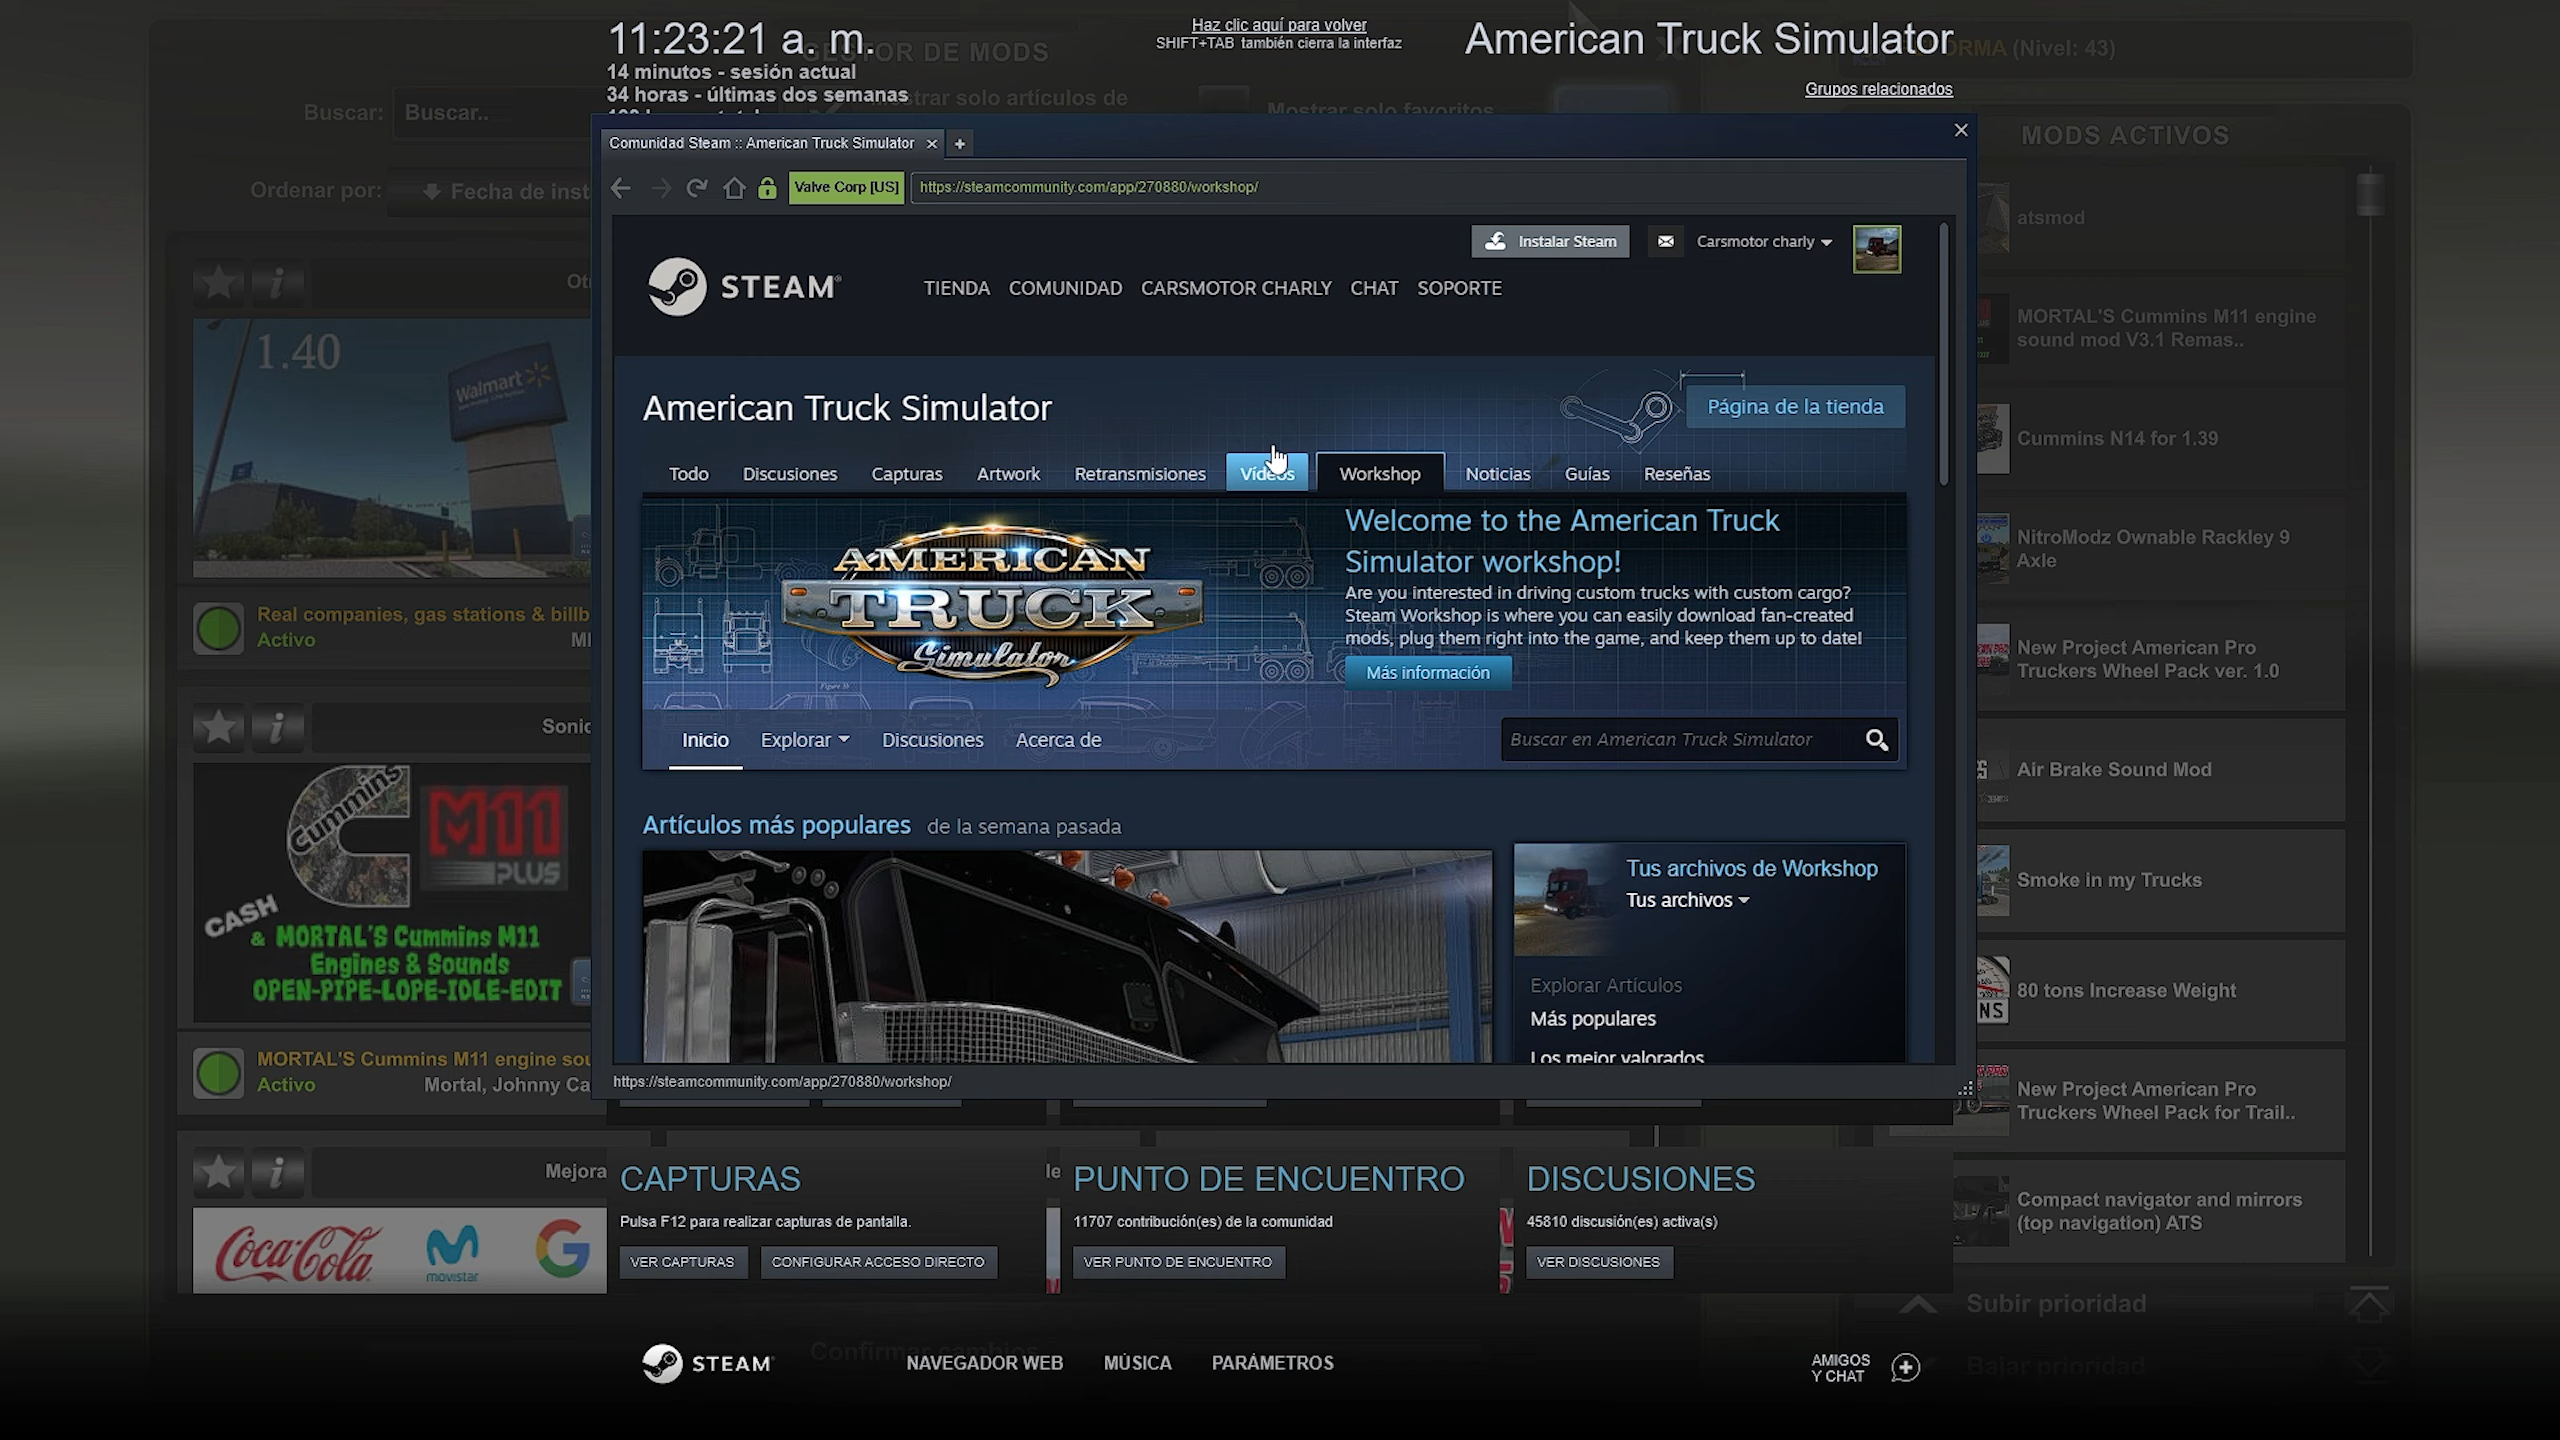 11:23:21 a. m.
14 minutos - sesión actual
34 horas - últimas dos semanas
Haz clic aquí para volver
SHIFT+TAB también cierra la interfaz
American Truck Simulator
Grupos relacionados
(Nivel: 43)
DE MODS
Buscar:
Buscar..
solo artículos de
Mostrar solo favoritos
Ordenar por:
Fecha de inst
MODS ACTIVOS
Comunidad Steam :: American Truck Simulator
Valve Corp [US]
https://steamcommunity.com/app/270880/workshop/
Instalar Steam
Carsmotor charly
STEAM
TIENDA
COMUNIDAD
CARSMOTOR CHARLY
CHAT
SOPORTE
American Truck Simulator
Página de la tienda
Todo
Discusiones
Capturas
Artwork
Retransmisiones
Vídeos
Workshop
Noticias
Guías
Reseñas
AMERICAN
TRUCK
Simulator
Welcome to the American Truck
Simulator workshop!
Are you interested in driving custom trucks with custom cargo?
Steam Workshop is where you can easily download fan-created
mods, plug them right into the game, and keep them up to date!
Más información
Inicio
Explorar
Discusiones
Acerca de
Buscar en American Truck Simulator
Artículos más populares de la semana pasada
Tus archivos de Workshop
Tus archivos
Explorar Artículos
Más populares
Los mejor valorados
https://steamcommunity.com/app/270880/workshop/
1.40
Walmart
Real companies, gas stations & billb
Activo
Sonic
Cummins
M11
PLUS
CASH
& MORTAL'S Cummins M11
Engines & Sounds
OPEN-PIPE-LOPE-IDLE-EDIT
MORTAL'S Cummins M11 engine sou
Activo
Mortal, Johnny Ca
Mejora
Coca-Cola
movistar
G
atsmod
MORTAL'S Cummins M11 engine
sound mod V3.1 Remas..
Cummins N14 for 1.39
NitroModz Ownable Rackley 9
Axle
New Project American Pro
Truckers Wheel Pack ver. 1.0
Air Brake Sound Mod
Smoke in my Trucks
80 tons Increase Weight
New Project American Pro
Truckers Wheel Pack for Trail..
Compact navigator and mirrors
(top navigation) ATS
Subir prioridad
Bajar prioridad
CAPTURAS
Pulsa F12 para realizar capturas de pantalla.
VER CAPTURAS
CONFIGURAR ACCESO DIRECTO
PUNTO DE ENCUENTRO
11707 contribución(es) de la comunidad
VER PUNTO DE ENCUENTRO
DISCUSIONES
45810 discusión(es) activa(s)
VER DISCUSIONES
Confirmar cambios
STEAM
NAVEGADOR WEB
MÚSICA
PARÁMETROS
AMIGOS
Y CHAT